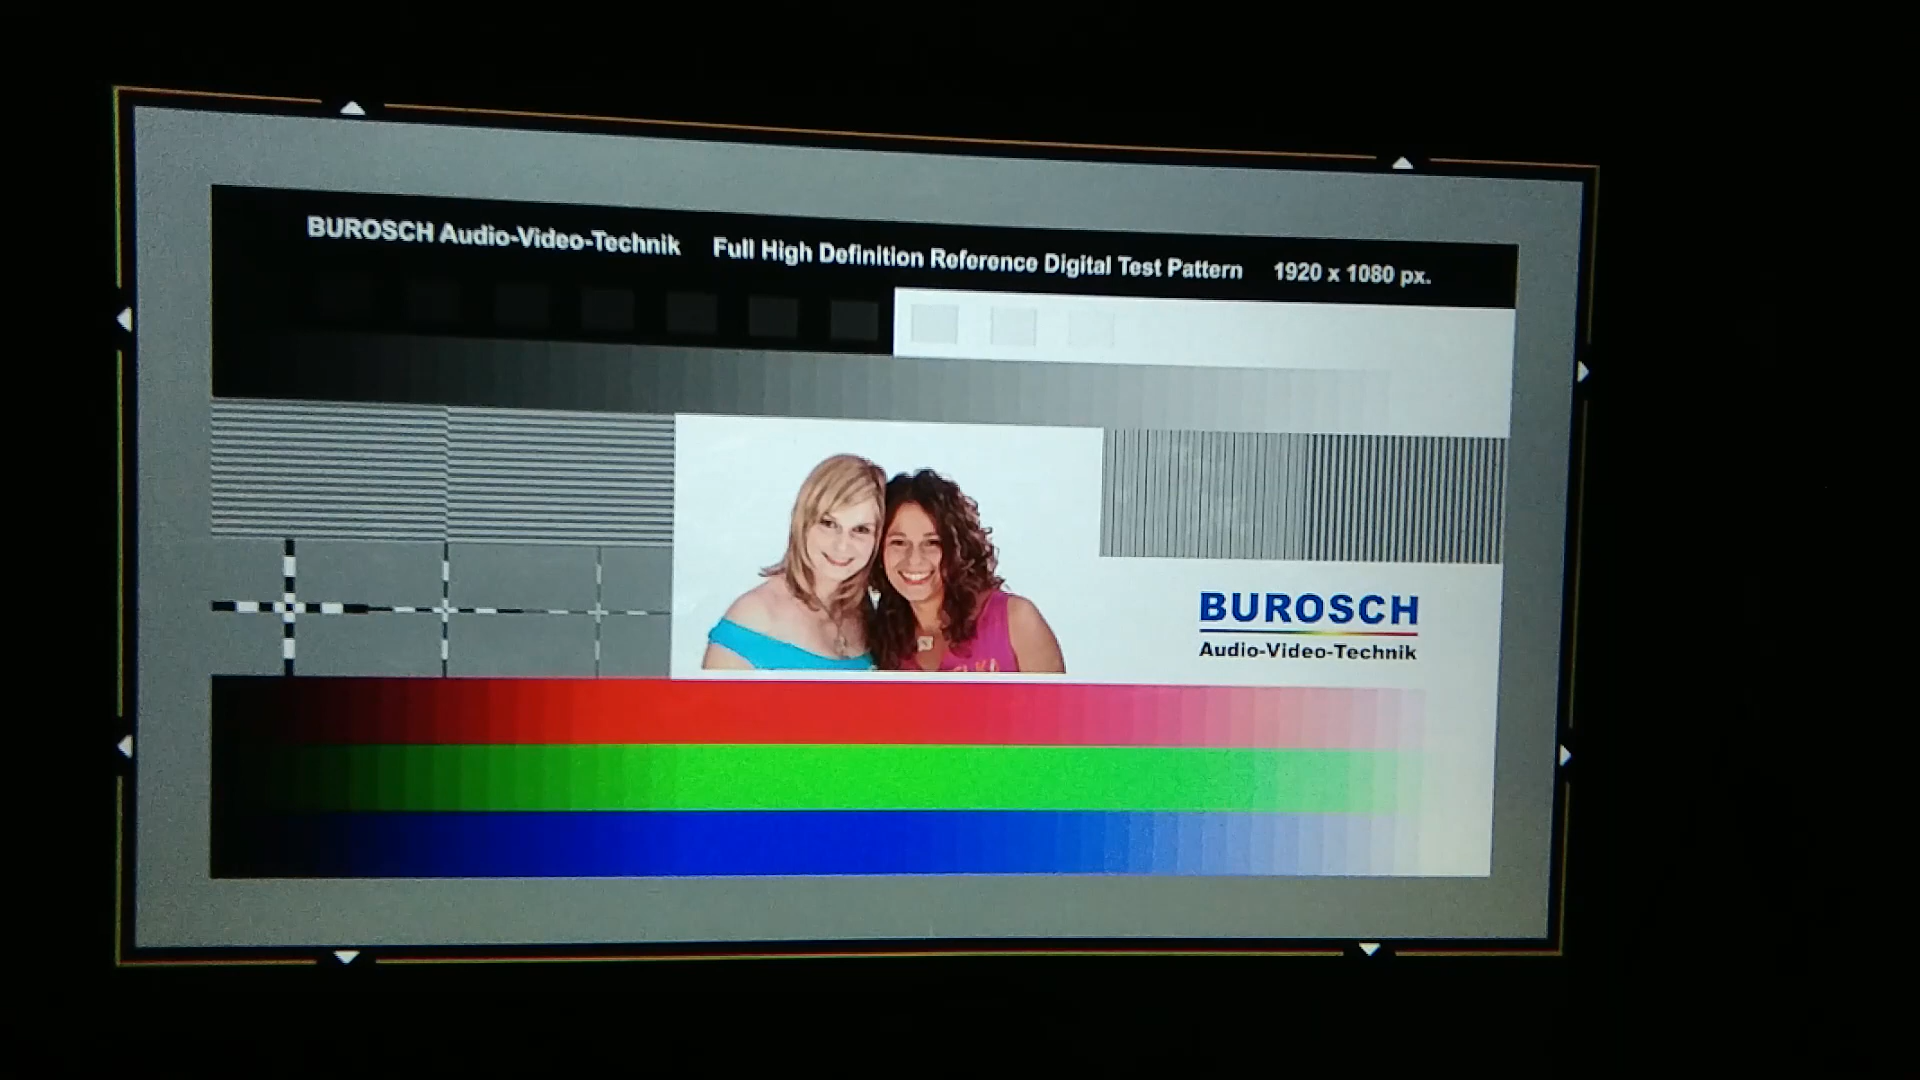 BUROSCH Audio-Video-Technik Full High Definition Reference Digital Test Pattern 1920 x 1080 px.
BUROSCH
Audio-Video-Technik